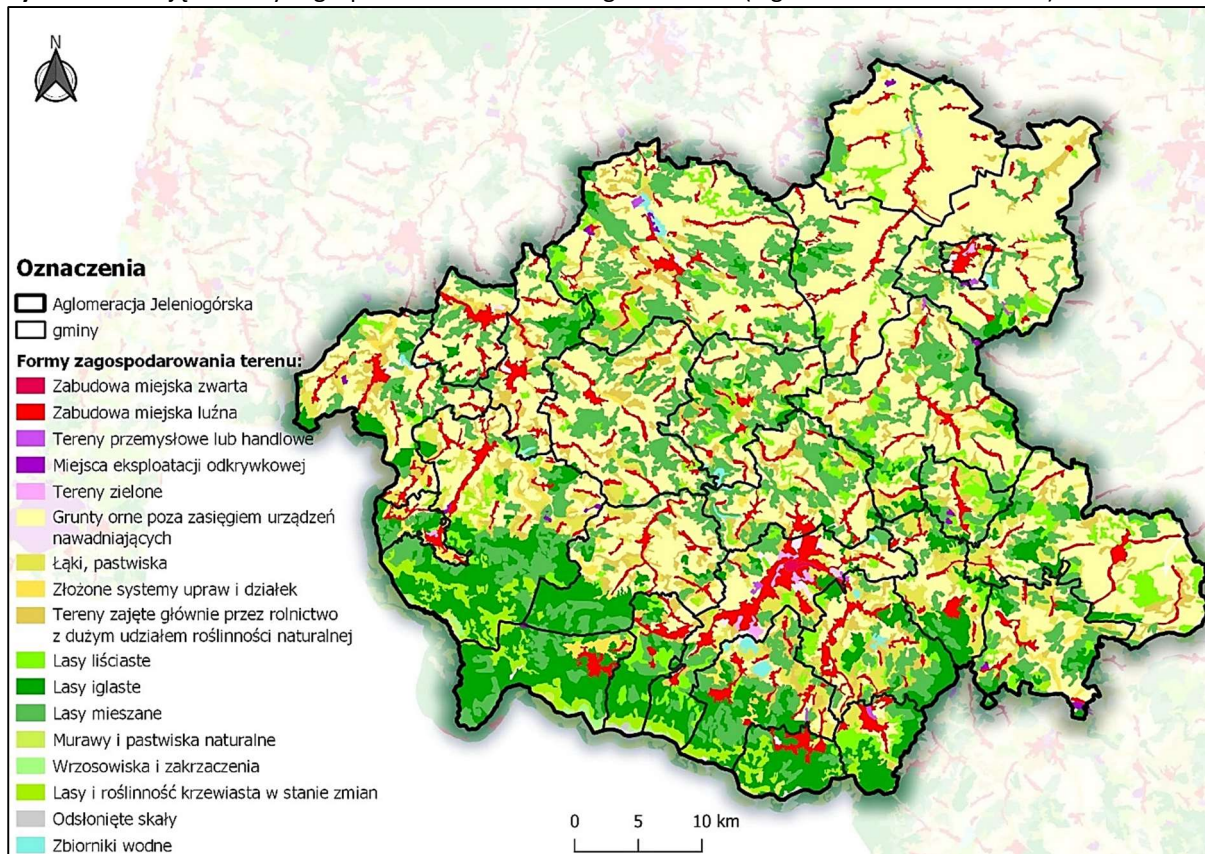 N
Oznaczenia
Aglomeracja Jeleniogórska
gminy
Formy zagospodarowania terenu:
Zabudowa miejska zwarta
Zabudowa miejska luźna
Tereny przemysłowe lub handlowe
Miejsca eksploatacji odkrywkowej
Tereny zielone
Grunty orne poza zasięgiem urządzeń
nawadniających
Łąki, pastwiska
Złożone systemy upraw i działek
Tereny zajęte głównie przez rolnictwo
z dużym udziałem roślinności naturalnej
Lasy liściaste
Lasy iglaste
Lasy mieszane
Murawy i pastwiska naturalne
Wrzosowiska i zakrzaczenia
Lasy i roślinność krzewiasta w stanie zmian
Odsłonięte skały
Zbiorniki wodne
0 5 10 km